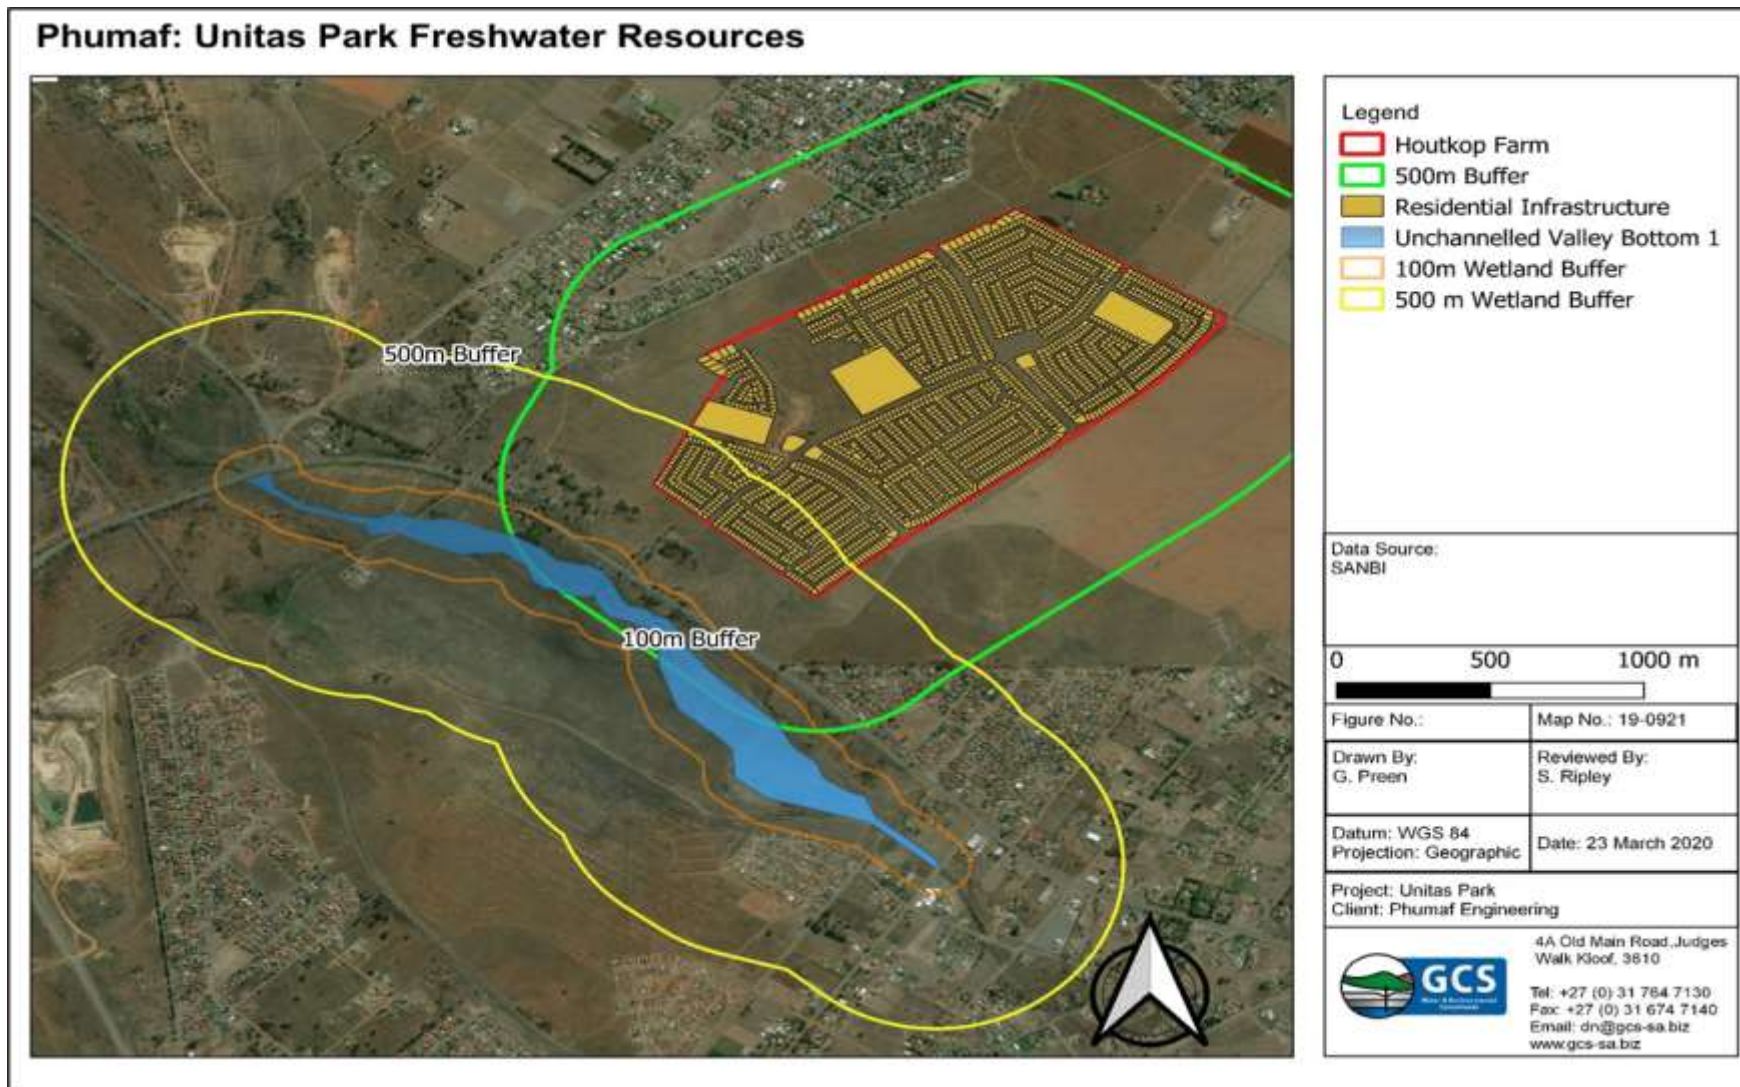 Phumaf: Unitas Park Freshwater Resources
500m Buffer
100m Buffer
Legend
Houtkop Farm
500m Buffer
Residential Infrastructure
Unchannelled Valley Bottom 1
100m Wetland Buffer
500 m Wetland Buffer
Data Source:
SANBI
0 500 1000 m
Figure No.:
Map No.: 19-0921
Drawn By:
G. Preen
Reviewed By:
S. Ripley
Datum: WGS 84
Projection: Geographic
Date: 23 March 2020
Project: Unitas Park
Client: Phumaf Engineering
GCS
4A Old Main Road,Judges
Walk Kloof, 3610
Tel: +27 (0) 31 764 7130
Fax: +27 (0) 31 674 7140
Email: dn@gcs-sa.biz
www.gcs-sa.biz